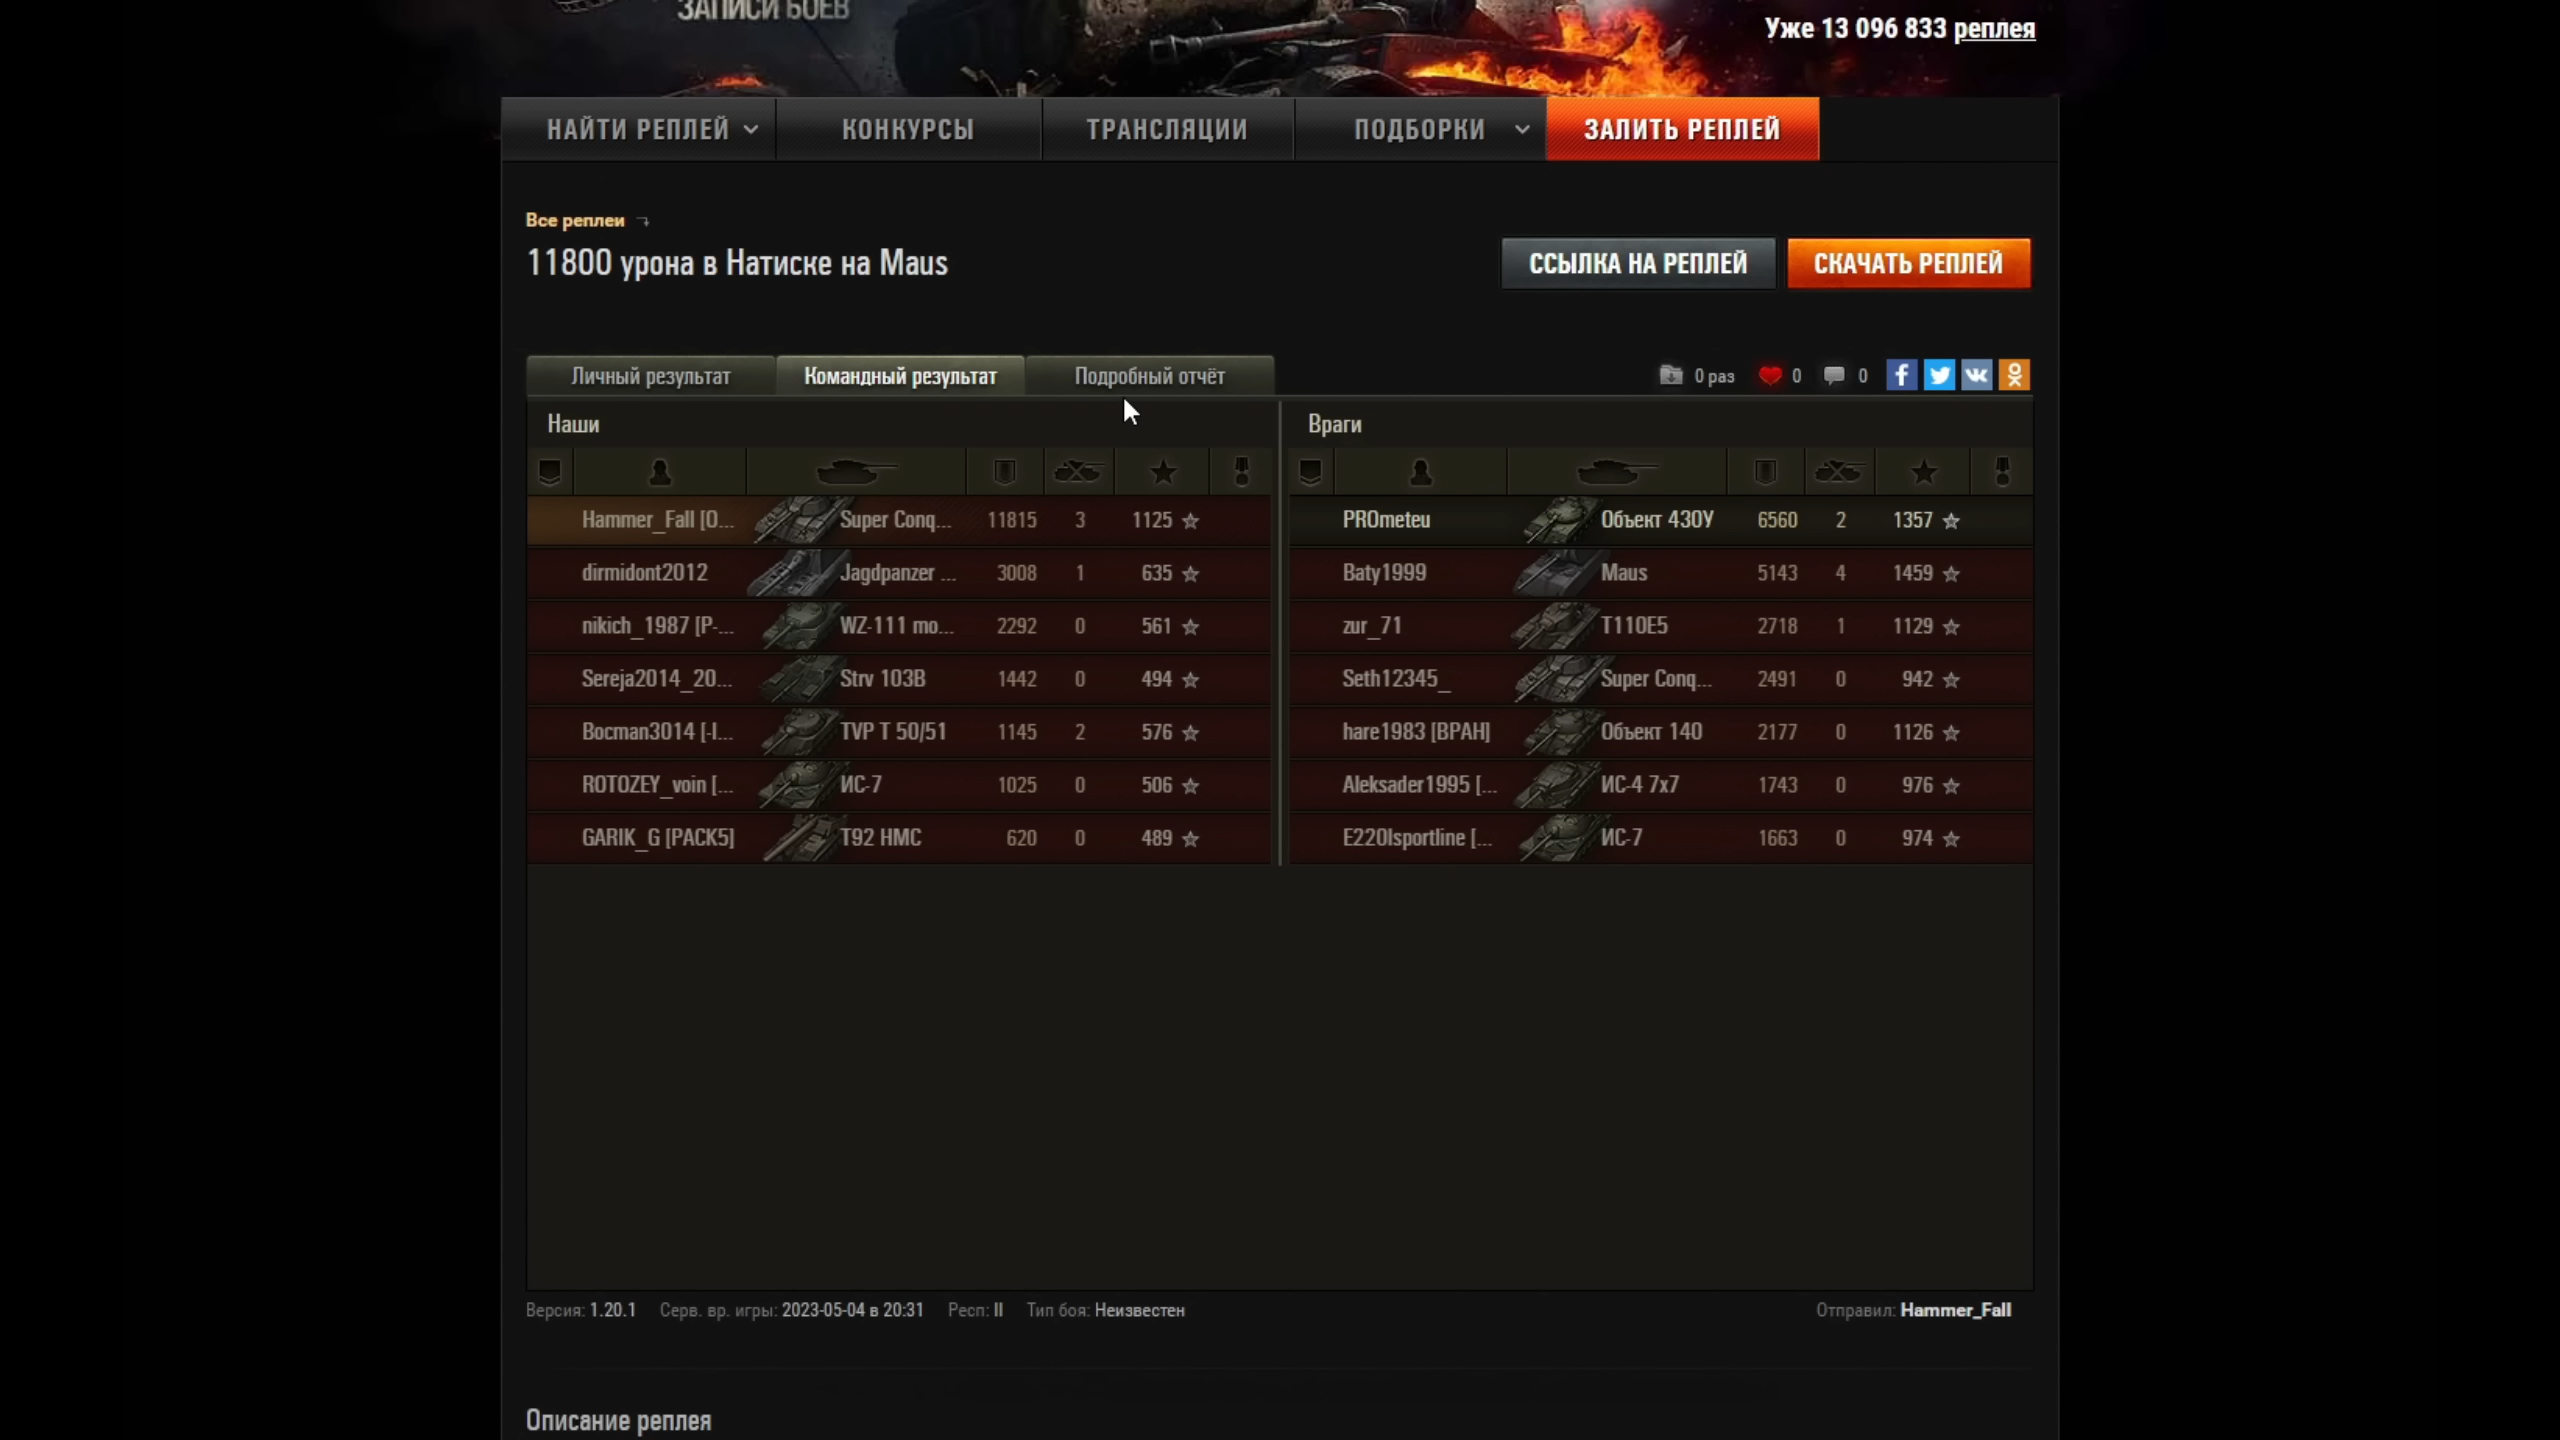 ЗАПИСИ БОЕВ
Уже 13 096 833 реплея
НАЙТИ РЕПЛЕЙ КОНКУРСЫ ТРАНСЛЯЦИИ ПОДБОРКИ ЗАЛИТЬ РЕПЛЕЙ
Все реплеи
11800 урона в Натиске на Maus
ССЫЛКА НА РЕПЛЕЙ СКАЧАТЬ РЕПЛЕЙ
Личный результат Командный результат Подробный отчёт 0 раз 0 0
Наши
Hammer_Fall [O... Super Conq... 11815 3 1125
dirmidont2012 Jagdpanzer ... 3008 1 635
nikich_1987 [P-... WZ-111 mo... 2292 0 561
Sereja2014_20... Strv 103B 1442 0 494
Bocman3014 [-I... TVP T 50/51 1145 2 576
ROTOZEY_voin [... ИС-7 1025 0 506
GARIK_G [PACK5] T92 HMC 620 0 489
Враги
PROmeteu Объект 430У 6560 2 1357
Baty1999 Maus 5143 4 1459
zur_71 T110E5 2718 1 1129
Seth12345_ Super Conq... 2491 0 942
hare1983 [BPAH] Объект 140 2177 0 1126
Aleksader1995 [... ИС-4 7x7 1743 0 976
E220lsportline [... ИС-7 1663 0 974
Версия: 1.20.1 Серв. вр. игры: 2023-05-04 в 20:31 Респ: II Тип боя: Неизвестен
Отправил: Hammer_Fall
Описание реплея